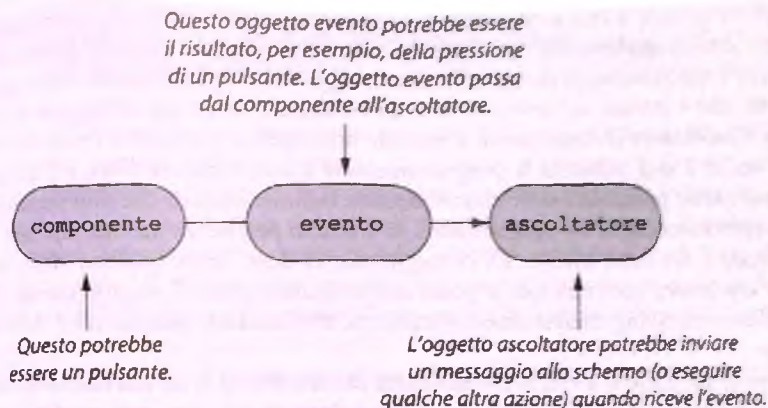 Questo oggetto evento potrebbe essere
il risultato, per esempio, della pressione
di un pulsante. L'oggetto evento passa
dal componente all'ascoltatore.
componente
evento
ascoltatore
Questo potrebbe
essere un pulsante.
L'oggetto ascoltatore potrebbe inviare
un messaggio allo schermo (o eseguire
qualche altra azione) quando riceve l'evento.